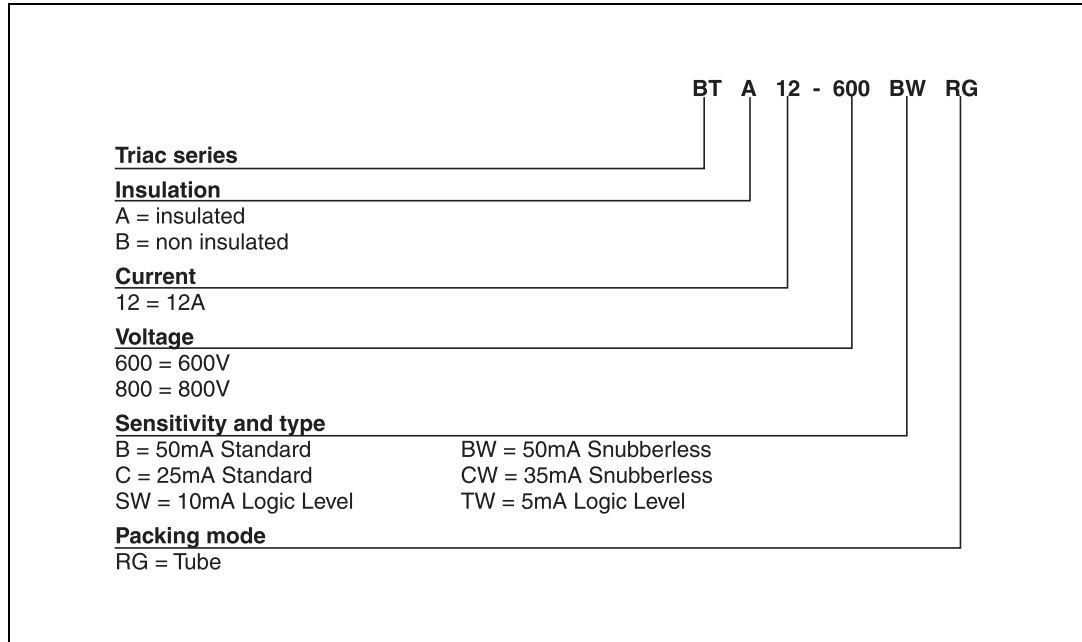 BT A 12 - 600 BW RG
Triac series
Insulation
A = insulated
B = non insulated
Current
12 = 12A
Voltage
600 = 600V
800 = 800V
Sensitivity and type
B = 50mA Standard BW = 50mA Snubberless
C = 25mA Standard CW = 35mA Snubberless
SW = 10mA Logic Level TW = 5mA Logic Level
Packing mode
RG = Tube